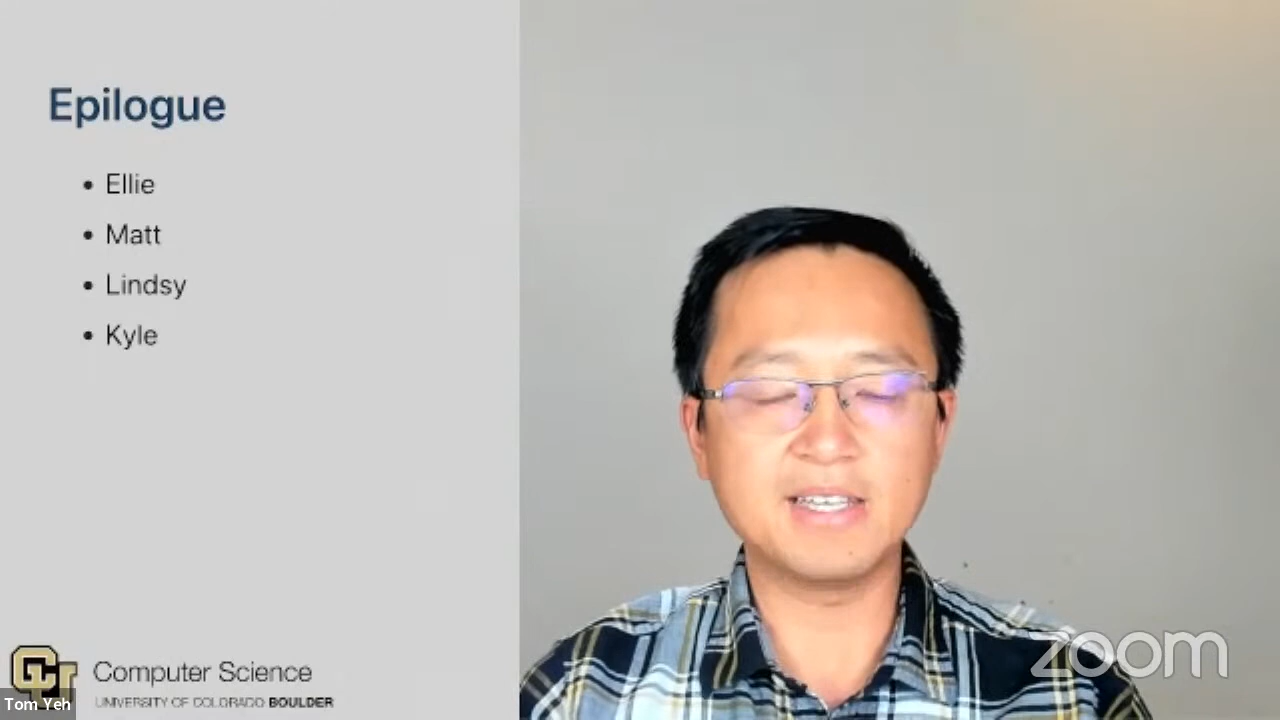 Epilogue
• Ellie
• Matt
• Lindsy
• Kyle
Computer Science
UNIVERSITY OF COLORADO BOULDER
Tom Yeh
zoom